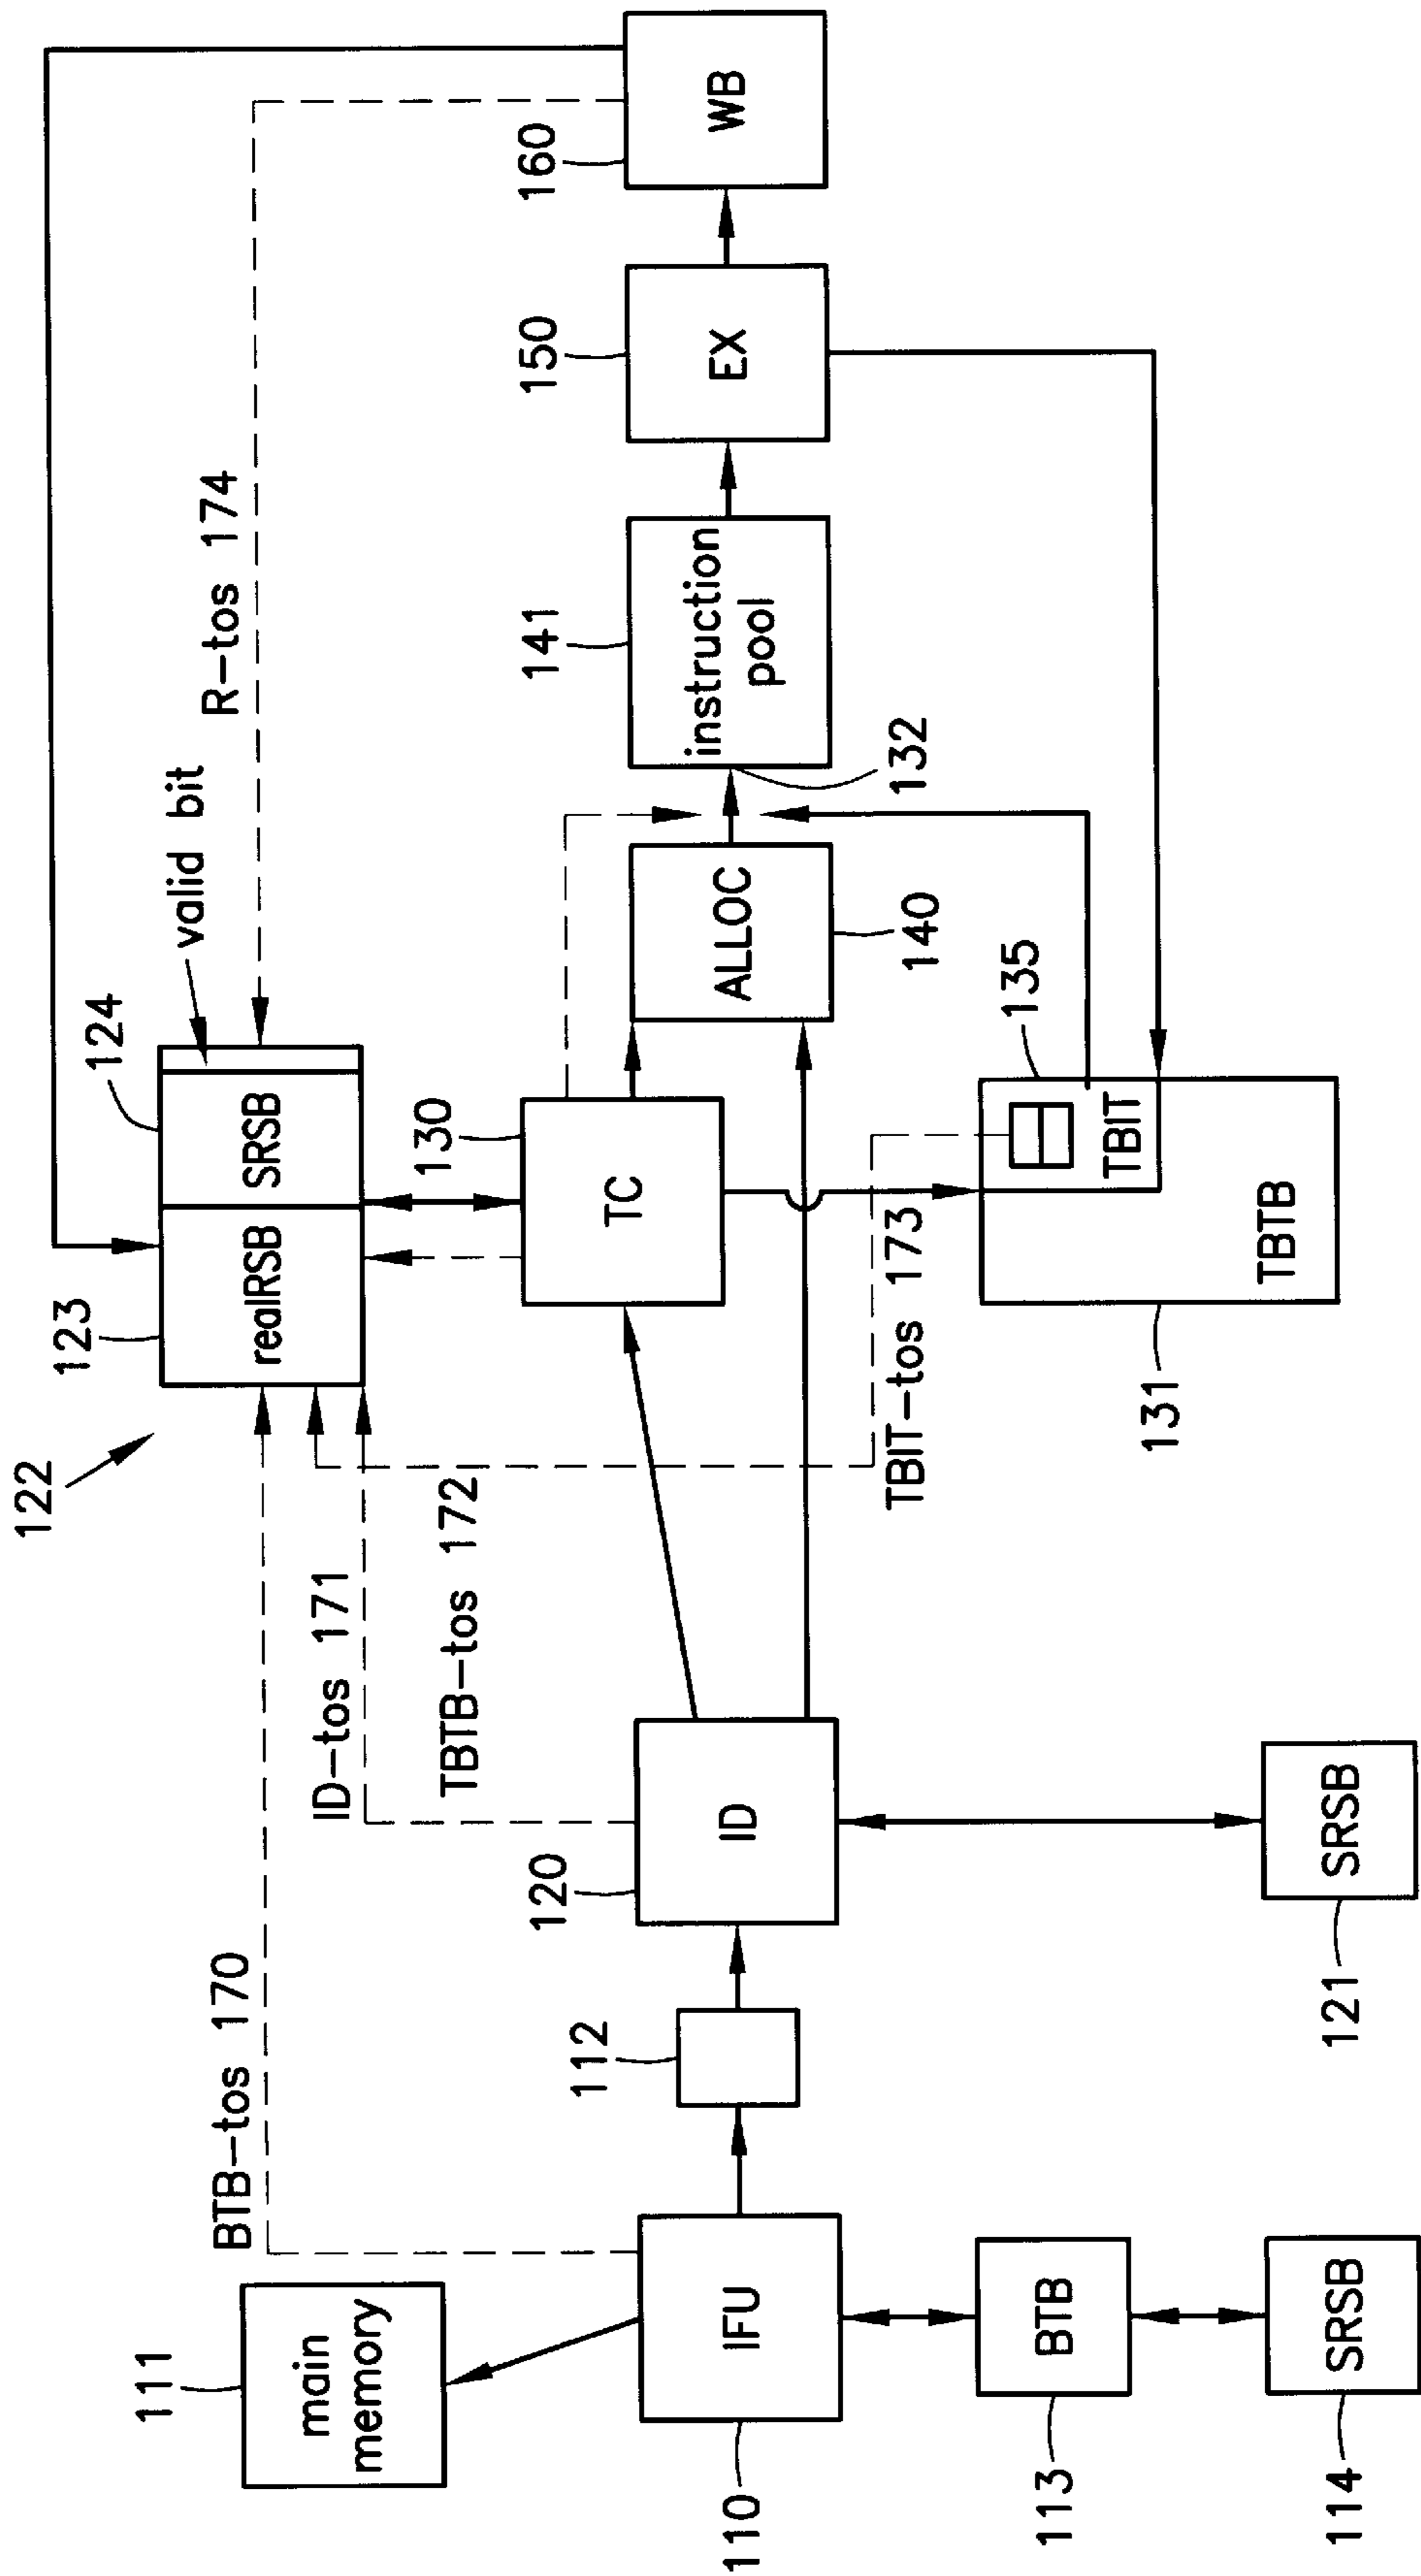 160
WB
R-tos 174
150
EX
valid bit
141
instruction
pool
132
124
SRSB
123
realRSB
122
130
TC
ALLOC
140
135
TBIT
TBTB
131
TBIT-tos 173
TBTB-tos 172
ID-tos 171
BTB-tos 170
120
ID
SRSB
121
112
111
main
memory
IFU
110
BTB
113
SRSB
114